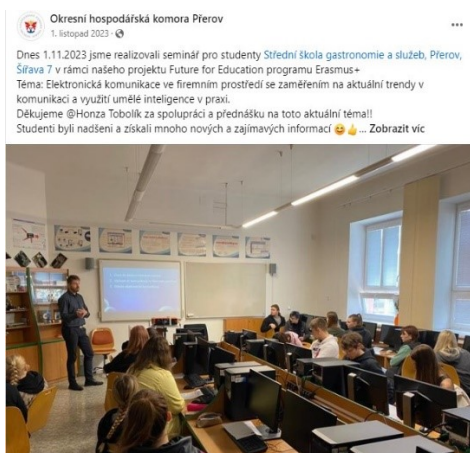 Okresní hospodářská komora Přerov
1. listopad 2023 ·
Dnes 1.11.2023 jsme realizovali seminář pro studenty Střední škola gastronomie a služeb, Přerov,
Šířava 7 v rámci našeho projektu Future for Education programu Erasmus+
Téma: Elektronická komunikace ve firemním prostředí se zaměřením na aktuální trendy v
komunikaci a využití umělé inteligence v praxi.
Děkujeme @Honza Tobolík za spolupráci a přednášku na toto aktuální téma!!
Studenti byli nadšeni a získali mnoho nových a zajímavých informací 😄👍... Zobrazit víc